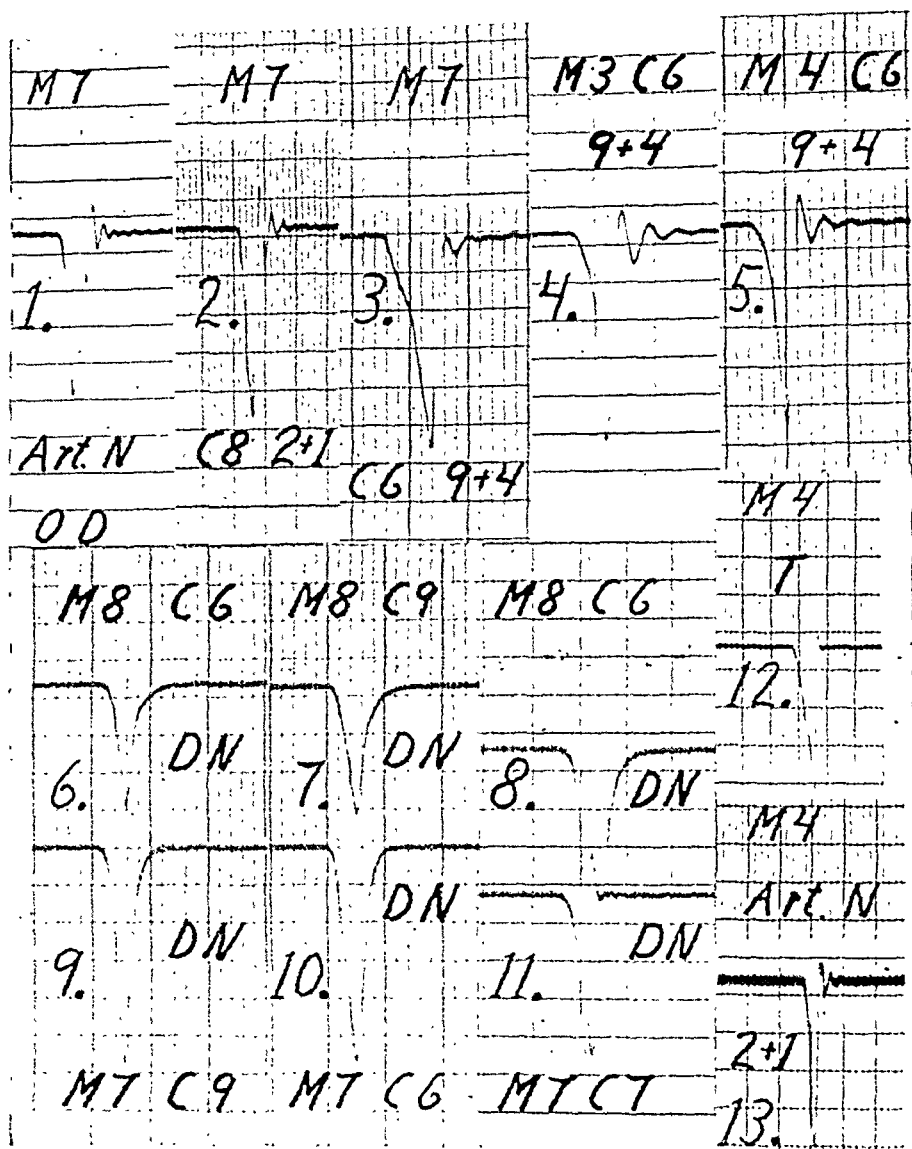 M7
1.
Art. N
OD
M7
2.
C8 2+1
M7
3.
C6 9+4
M3 C6
9+4
4.
M4 C6
9+4
5.
M8 C6
DN
6.
M8 C9
DN
7.
M8 C6
8.
DN
M4
T
12.
DN
9.
M7 C9
DN
10.
M7 C6
DN
11.
M7 C7
M4
Art. N
2+1
13.